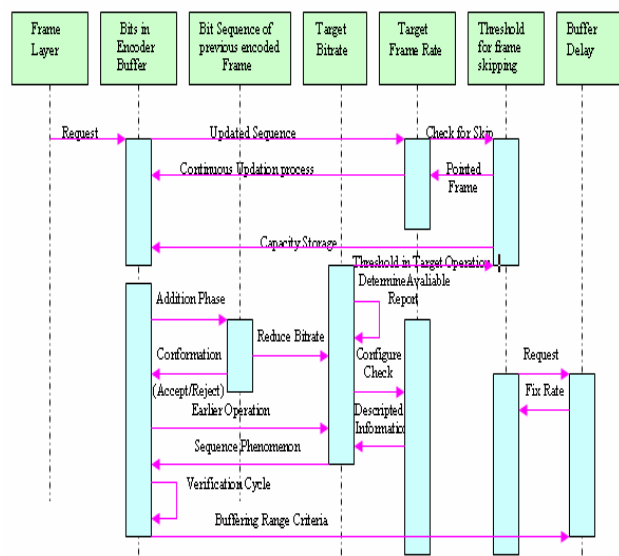 Frame
Layer
Bits in
Encoder
Buffer
Bit Sequence of
previous encoded
Frame
Target
Bitrate
Target
Frame Rate
Threshold
for frame
skipping
Buffer
Delay
Request
Updated Sequence
Check for Skip
Continuous Updation process
Pointed
Frame
Capacity Storage
Threshold in Target Operation
DetermineAvaliable
Report
Addition Phase
Reduce Bitrate
Configure
Check
Request
Conformation
(Accept/Reject)
Fix Rate
Earlier Operation
Descripted
Information
Sequence Phenomenon
Verification Cycle
Buffering Range Criteria